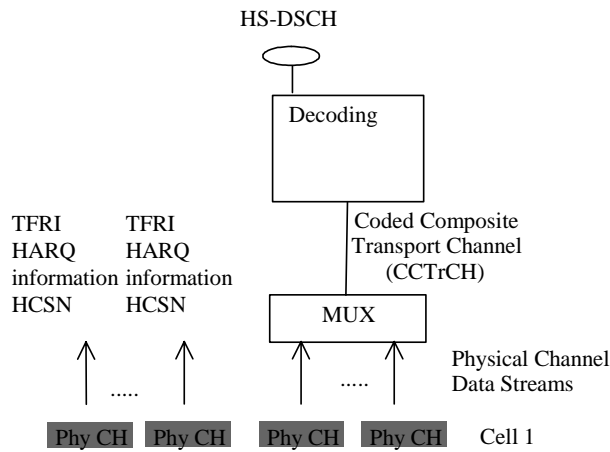 HS-DSCH
Decoding
TFRI
HARQ
information
HCSN
TFRI
HARQ
information
HCSN
Coded Composite
Transport Channel
(CCTrCH)
MUX
Physical Channel
Data Streams
.....
.....
Phy CH
Phy CH
Phy CH
Phy CH
Cell 1